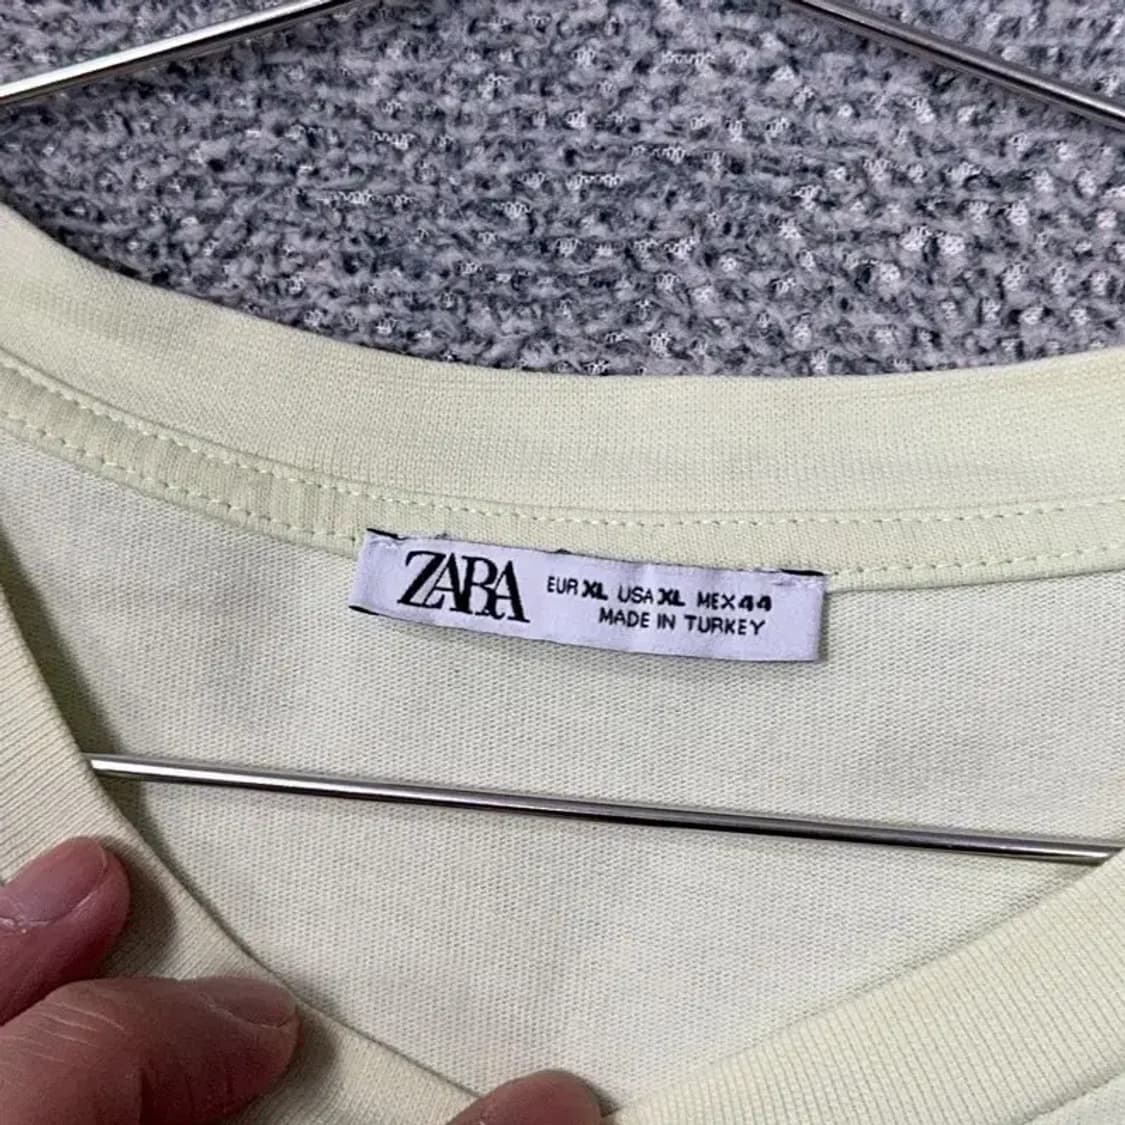 ZARA
EUR XL USA XL MEX 44
MADE IN TURKEY